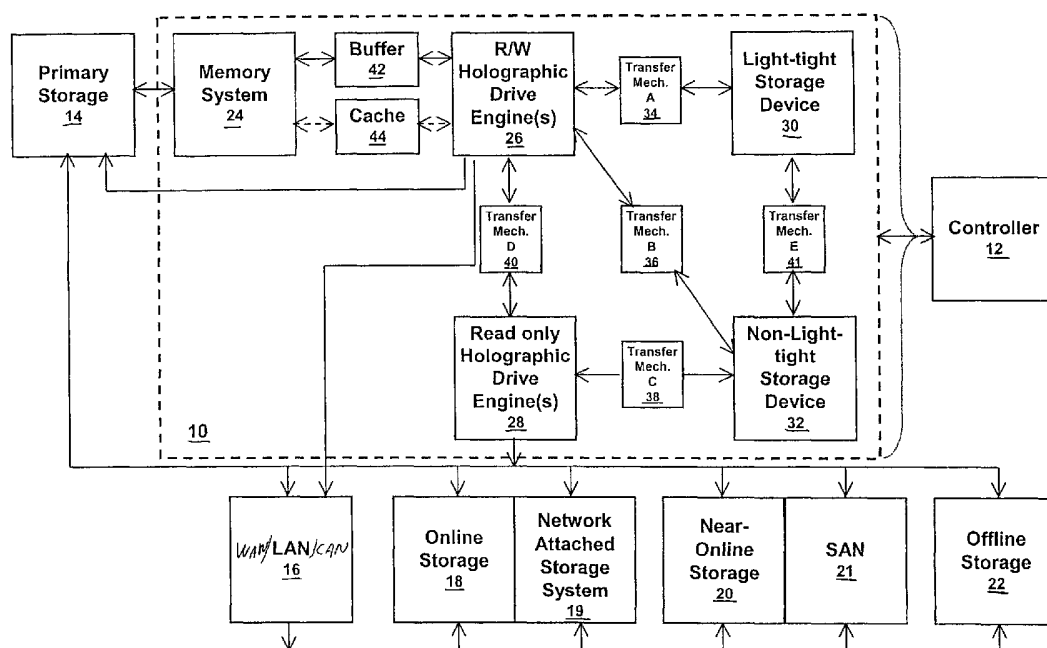 Primary
Storage
14
Memory
System
24
Buffer
42
Cache
44
R/W
Holographic
Drive
Engine(s)
26
Transfer
Mech.
A
34
Light-tight
Storage
Device
30
Controller
12
Transfer
Mech.
D
40
Transfer
Mech.
B
36
Transfer
Mech.
E
41
Read only
Holographic
Drive
Engine(s)
28
Transfer
Mech.
C
38
Non-Light-
tight
Storage
Device
32
10
WAN/LAN/CAN
16
Online
Storage
18
Network
Attached
Storage
System
19
Near-
Online
Storage
20
SAN
21
Offline
Storage
22